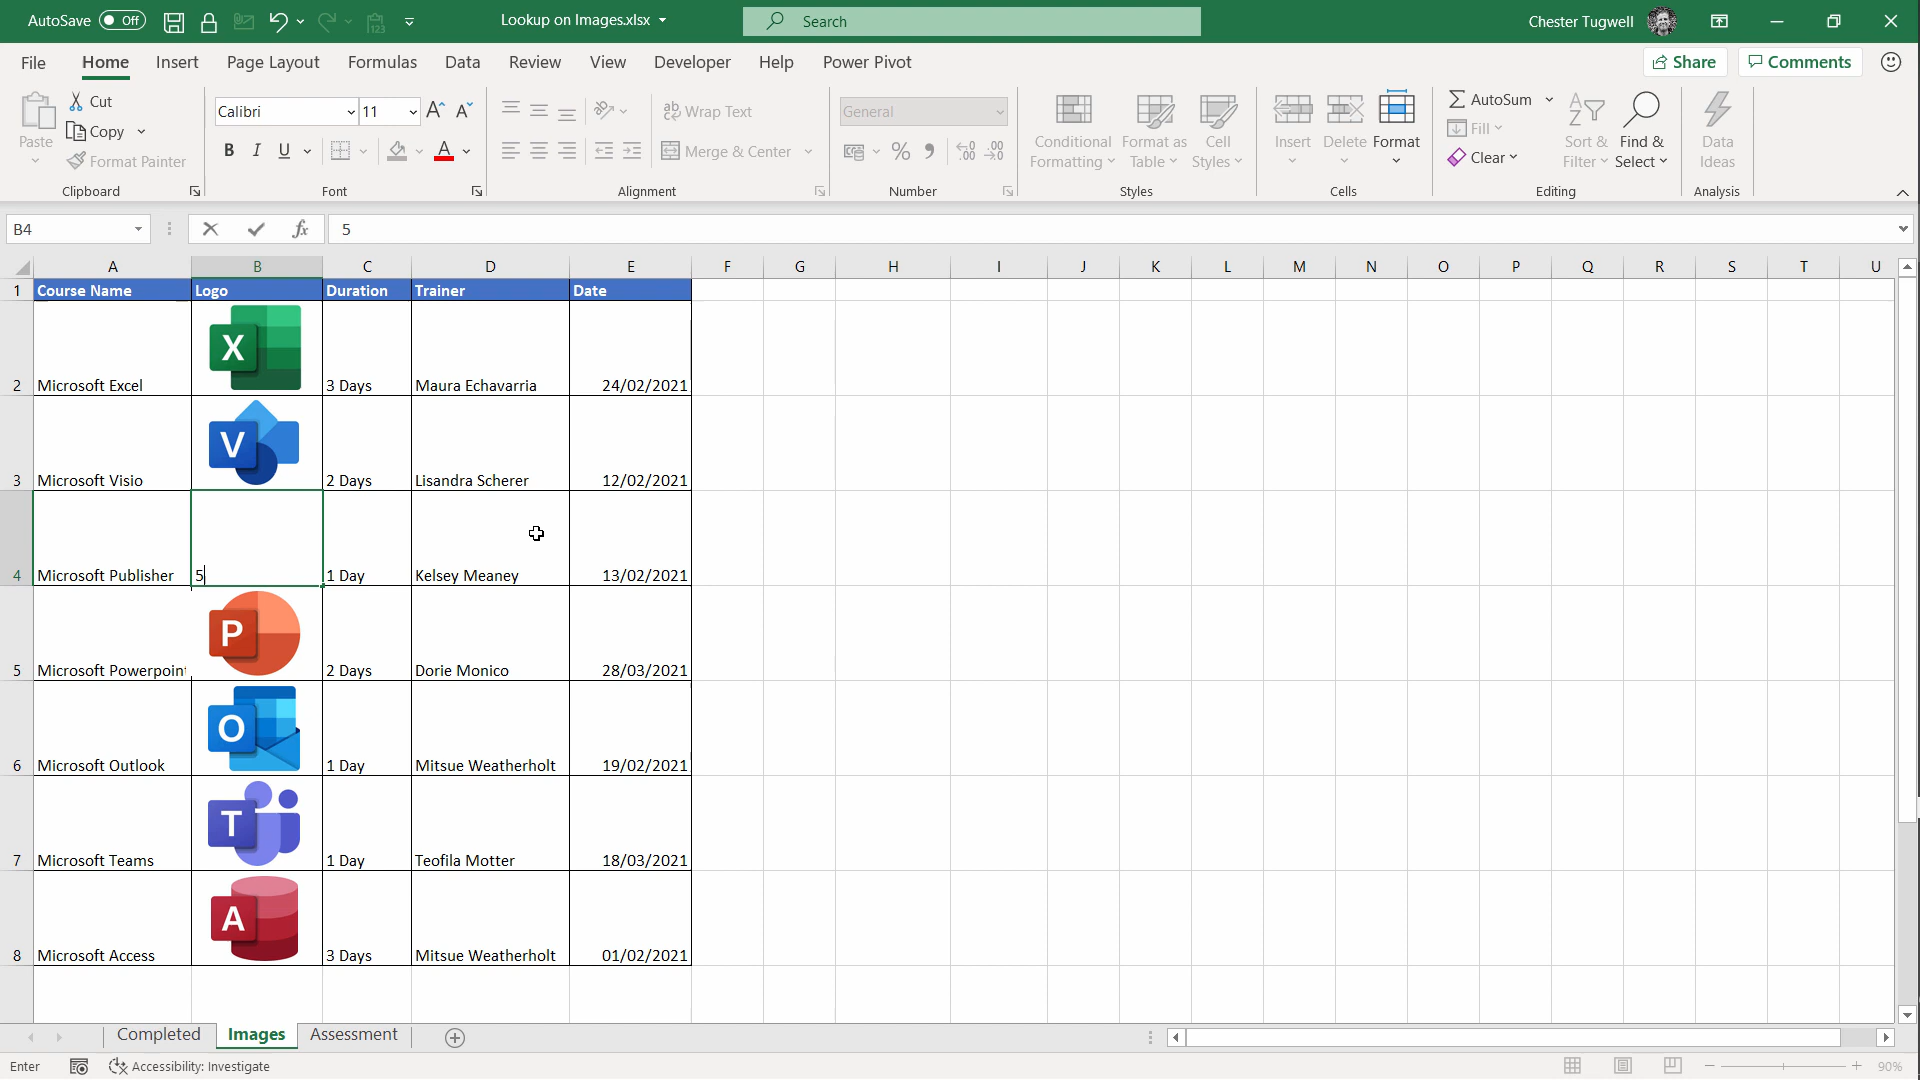 AutoSave Off Lookup on Images.xlsx Search Chester Tugwell
File Home Insert Page Layout Formulas Data Review View Developer Help Power Pivot Share Comments
Paste Cut Copy Format Painter
Clipboard
Calibri 11
B I U A
Font
Wrap Text
Merge & Center
Alignment
General
Number
Conditional Formatting Format as Table Cell Styles
Styles
Insert Delete Format
Cells
AutoSum
Fill
Clear
Sort & Filter Find & Select
Editing
Data Ideas
Analysis
B4 fx 5
A B C D E F G H I J K L M N O P Q R S T U
1 Course Name Logo Duration Trainer Date
2 Microsoft Excel X 3 Days Maura Echavarria 24/02/2021
3 Microsoft Visio V 2 Days Lisandra Scherer 12/02/2021
4 Microsoft Publisher 5 1 Day Kelsey Meaney 13/02/2021
5 Microsoft Powerpoint P 2 Days Dorie Monico 28/03/2021
6 Microsoft Outlook O 1 Day Mitsue Weatherholt 19/02/2021
7 Microsoft Teams T 1 Day Teofila Motter 18/03/2021
8 Microsoft Access A 3 Days Mitsue Weatherholt 01/02/2021
Completed Images Assessment
Enter Accessibility: Investigate 90%